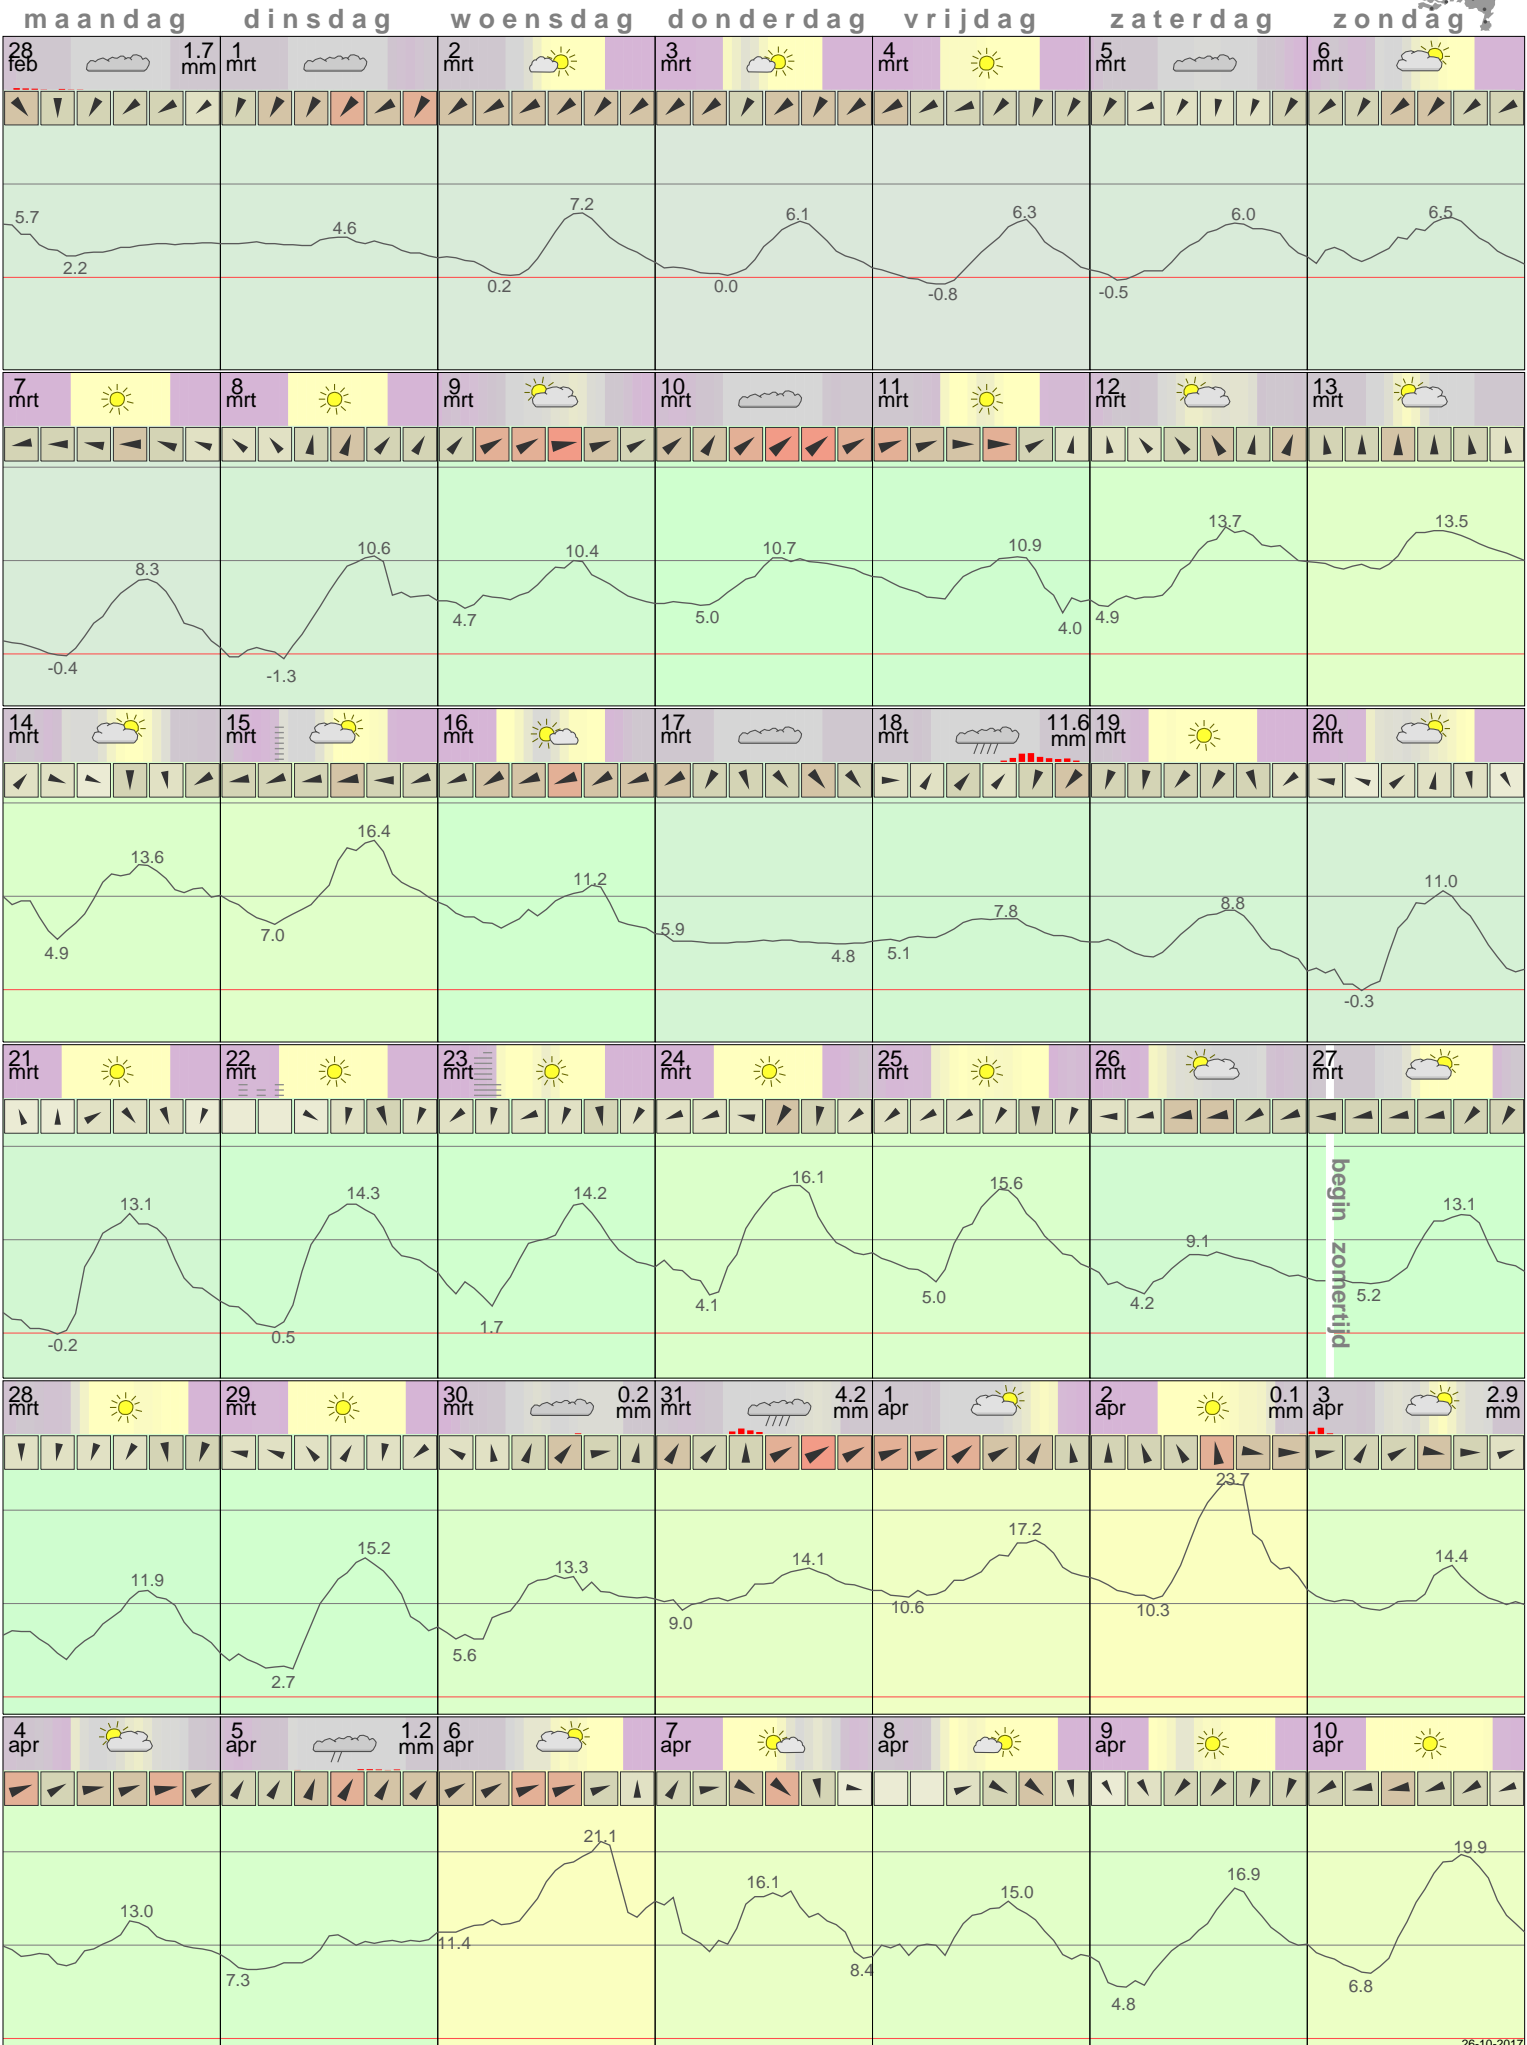 maandag dinsdag woensdag donderdag vrijdag zaterdag zondag
28 1.7 1 2 3 4 5 6
feb mm mrt mrt mrt mrt mrt mrt
5.7 4.6 7.2 6.1 6.3 6.0 6.5
2.2 0.2 0.0 -0.8 -0.5
7 8 9 10 11 12 13
mrt mrt mrt mrt mrt mrt mrt
8.3 10.6 10.4 10.7 10.9 13.7 13.5
-0.4 -1.3 4.7 5.0 4.0 4.9
14 15 16 17 18 11.6 19 20
mrt mrt mrt mrt mrt mm mrt mrt
13.6 16.4 11.2 5.9 7.8 8.8 11.0
4.9 7.0 4.8 5.1 -0.3
21 22 23 24 25 26 27
mrt mrt mrt mrt mrt mrt mrt
13.1 14.3 14.2 16.1 15.6 9.1 13.1
-0.2 0.5 1.7 4.1 5.0 4.2 5.2
begin zomertijd
28 29 30 0.2 31 4.2 1 2 0.1 3 2.9
mrt mrt mrt mm mrt mm apr apr mm apr mm
11.9 15.2 13.3 14.1 17.2 23.7 14.4
2.7 5.6 9.0 10.6 10.3
4 5 1.2 6 7 8 9 10
apr apr mm apr apr apr apr apr
13.0 21.1 16.1 15.0 16.9 19.9
7.3 11.4 8.4 4.8 6.8
26-10-2017